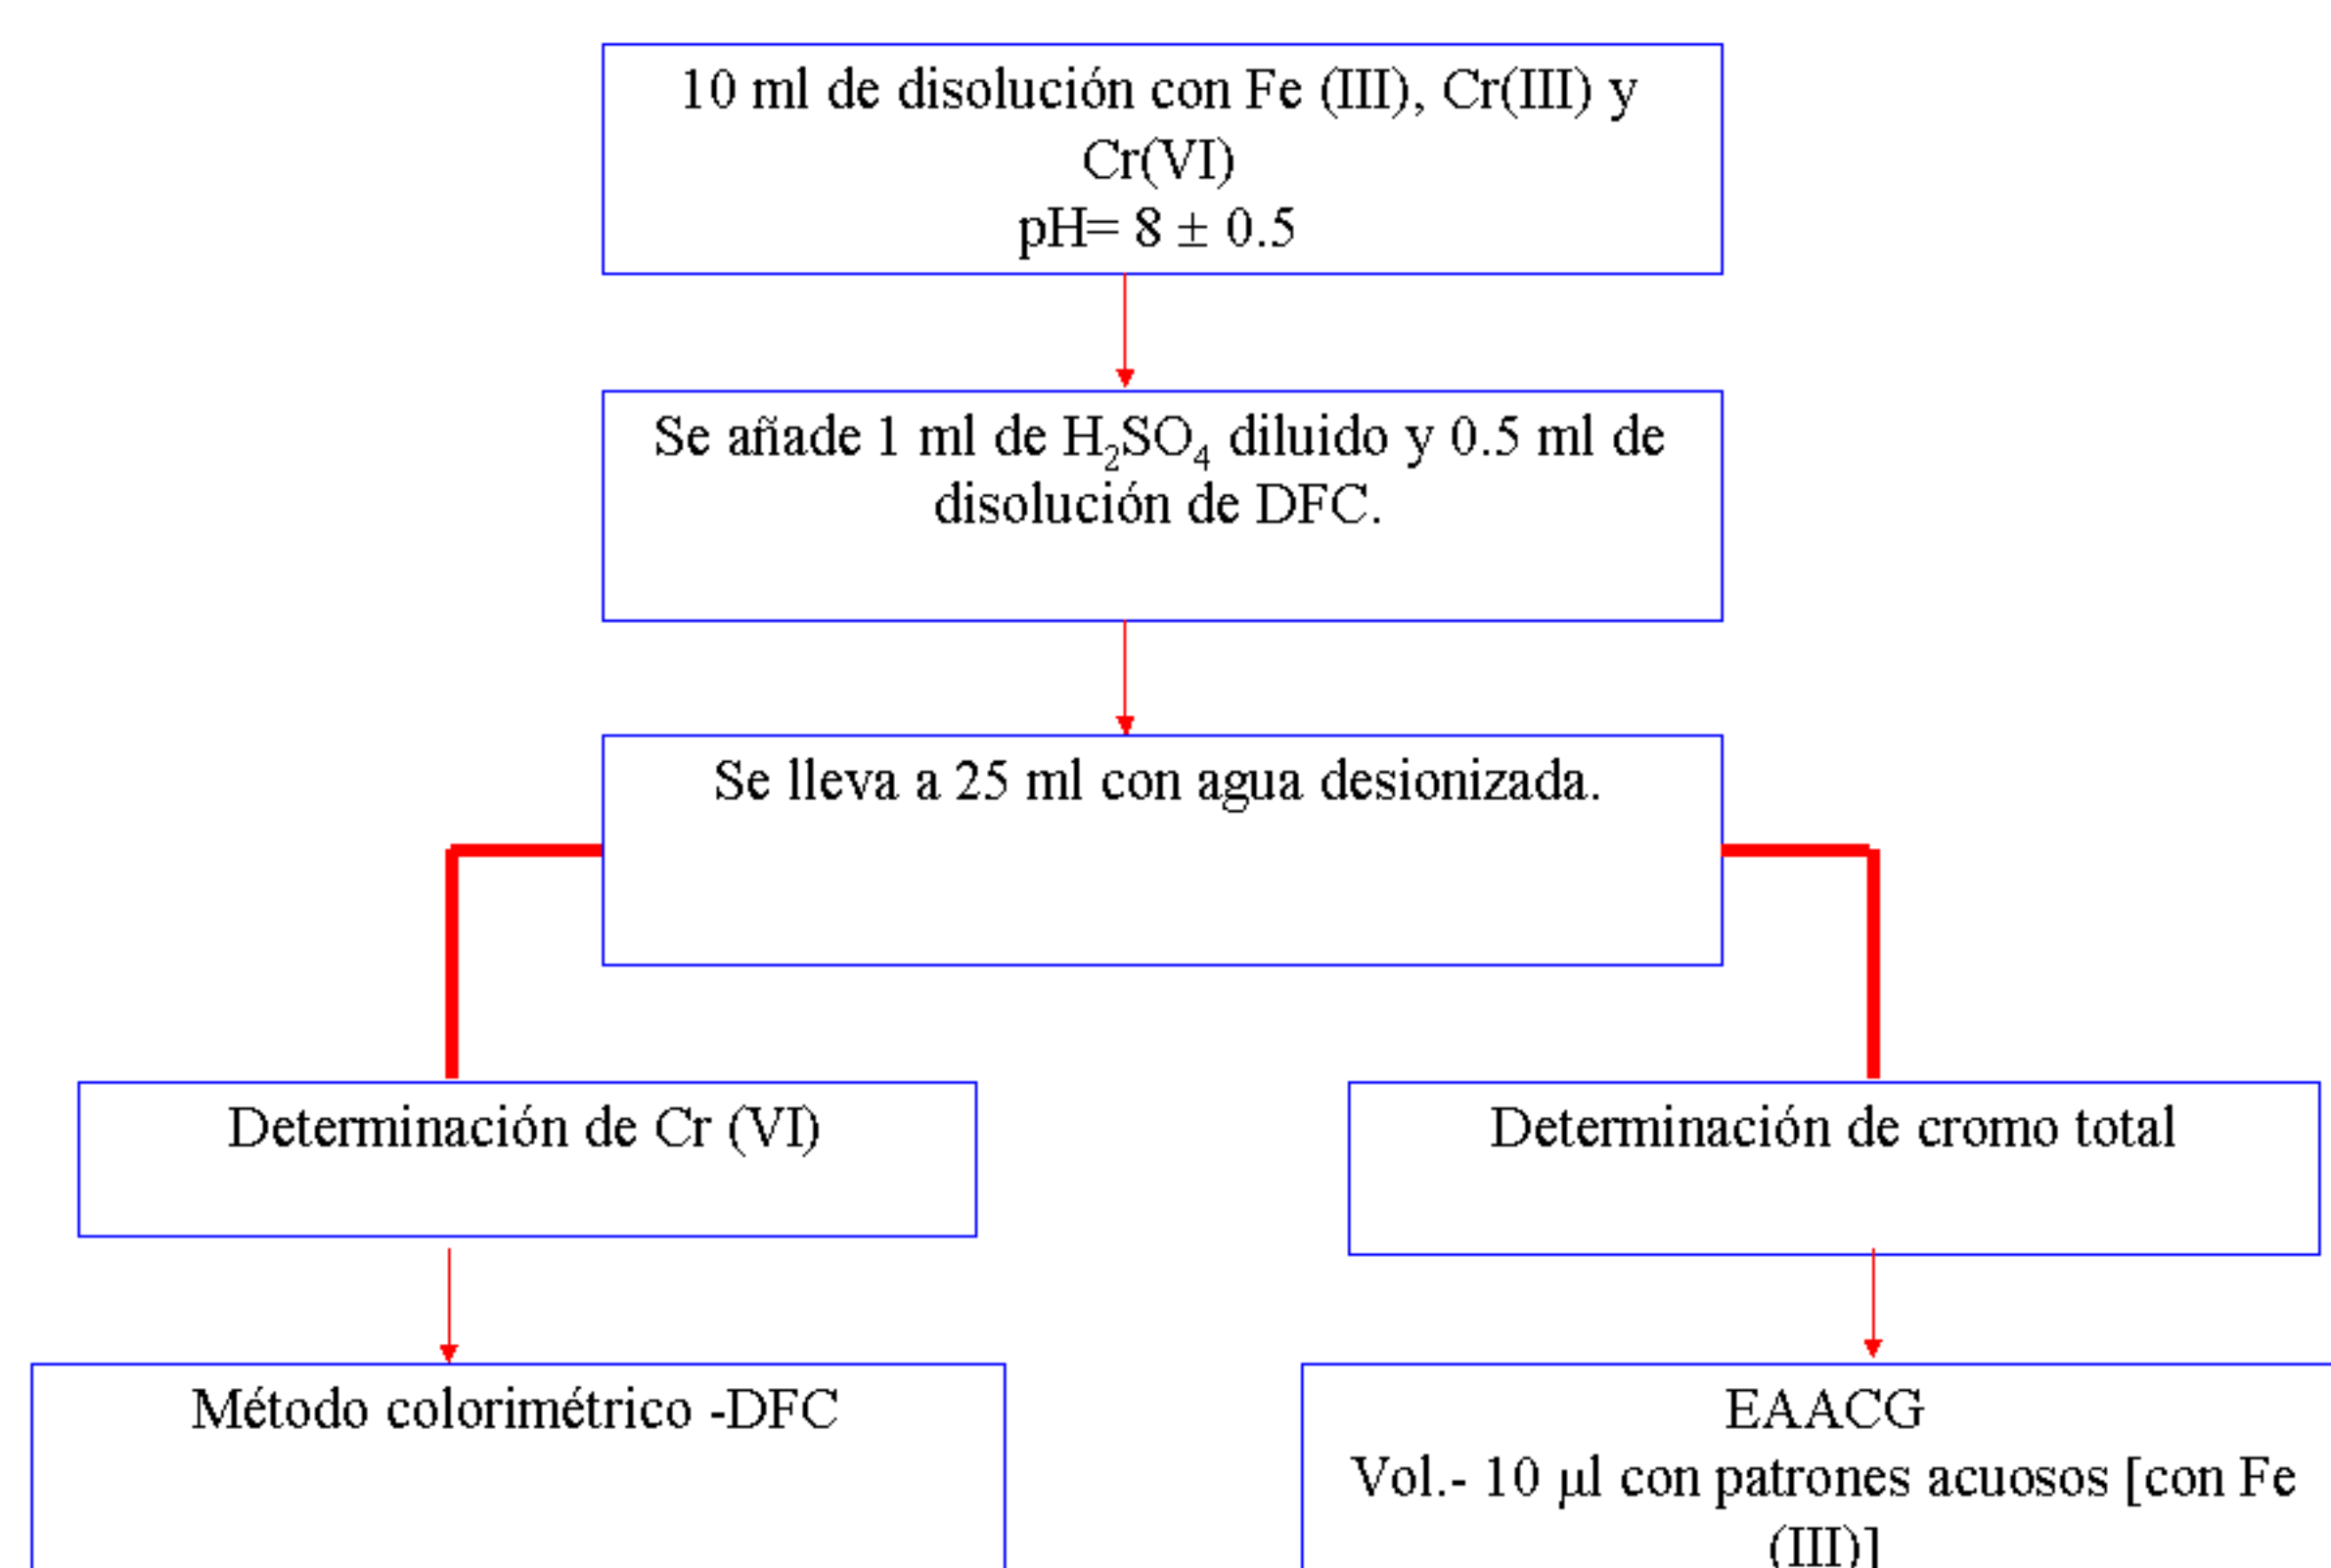 10 ml de disolución con Fe (III), Cr(III) y
Cr(VI)
pH= 8 ± 0.5
Se añade 1 ml de H₂SO₄ diluido y 0.5 ml de
disolución de DFC.
Se lleva a 25 ml con agua desionizada.
Determinación de Cr (VI)
Determinación de cromo total
Método colorimétrico -DFC
EAACG
Vol.- 10 µl con patrones acuosos [con Fe
(III)]